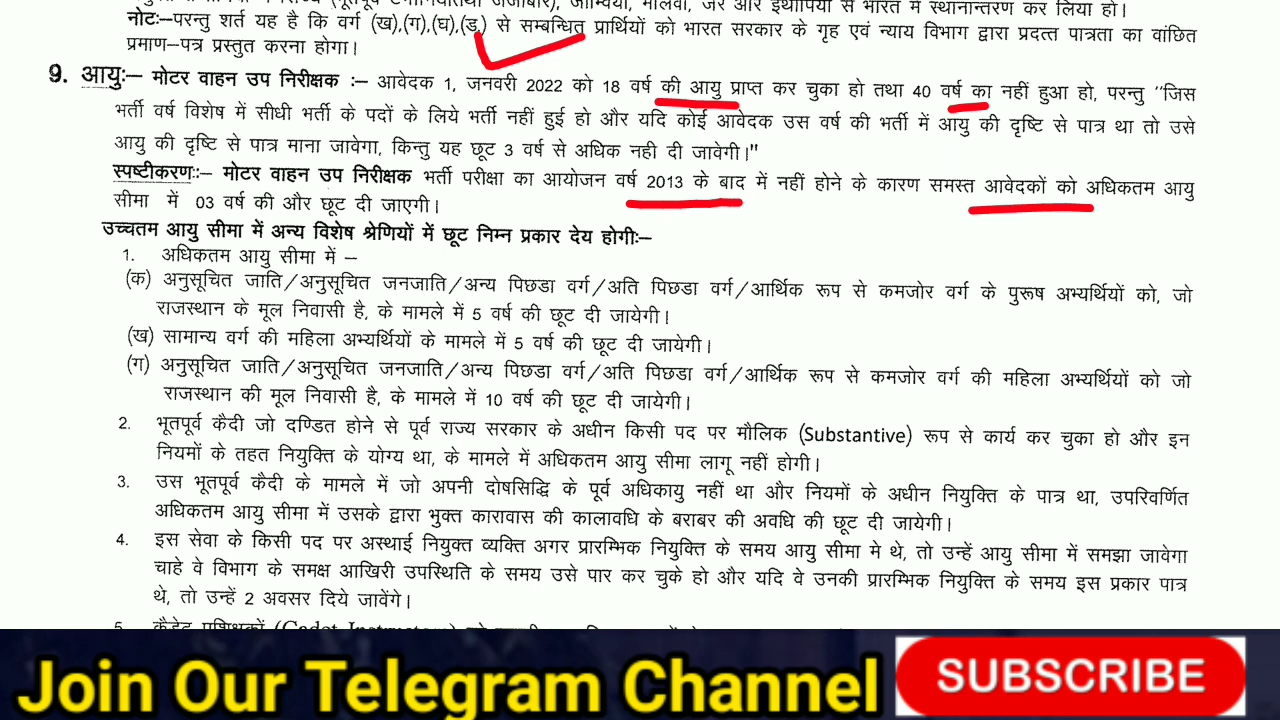 से भारत में स्थानान्तरण कर लिया हो।
नोटः–परन्तु शर्त यह है कि वर्ग (ख),(ग),(घ),(ड.) से सम्बन्धित प्रार्थियों को भारत सरकार के गृह एवं न्याय विभाग द्वारा प्रदत्त पात्रता का वांछित
प्रमाण–पत्र प्रस्तुत करना होगा।
9. आयुः– मोटर वाहन उप निरीक्षक :– आवेदक 1, जनवरी 2022 को 18 वर्ष की आयु प्राप्त कर चुका हो तथा 40 वर्ष का नहीं हुआ हो, परन्तु "जिस
भर्ती वर्ष विशेष में सीधी भर्ती के पदों के लिये भर्ती नहीं हुई हो और यदि कोई आवेदक उस वर्ष की भर्ती में आयु की दृष्टि से पात्र था तो उसे
आयु की दृष्टि से पात्र माना जावेगा, किन्तु यह छूट 3 वर्ष से अधिक नही दी जावेगी।"
स्पष्टीकरणः– मोटर वाहन उप निरीक्षक भर्ती परीक्षा का आयोजन वर्ष 2013 के बाद में नहीं होने के कारण समस्त आवेदकों को अधिकतम आयु
सीमा में 03 वर्ष की और छूट दी जाएगी।
उच्चतम आयु सीमा में अन्य विशेष श्रेणियों में छूट निम्न प्रकार देय होगीः–
1. अधिकतम आयु सीमा में –
(क) अनुसूचित जाति/अनुसूचित जनजाति/अन्य पिछडा वर्ग/अति पिछडा वर्ग/आर्थिक रूप से कमजोर वर्ग के पुरूष अभ्यर्थियों को, जो
राजस्थान के मूल निवासी है, के मामले में 5 वर्ष की छूट दी जायेगी।
(ख) सामान्य वर्ग की महिला अभ्यर्थियों के मामले में 5 वर्ष की छूट दी जायेगी।
(ग) अनुसूचित जाति/अनुसूचित जनजाति/अन्य पिछडा वर्ग/अति पिछडा वर्ग/आर्थिक रूप से कमजोर वर्ग की महिला अभ्यर्थियों को जो
राजस्थान की मूल निवासी है, के मामले में 10 वर्ष की छूट दी जायेगी।
2. भूतपूर्व कैदी जो दण्डित होने से पूर्व राज्य सरकार के अधीन किसी पद पर मौलिक (Substantive) रूप से कार्य कर चुका हो और इन
नियमों के तहत नियुक्ति के योग्य था, के मामले में अधिकतम आयु सीमा लागू नहीं होगी।
3. उस भूतपूर्व कैदी के मामले में जो अपनी दोषसिद्धि के पूर्व अधिकायु नहीं था और नियमों के अधीन नियुक्ति के पात्र था, उपरिवर्णित
अधिकतम आयु सीमा में उसके द्वारा भुक्त कारावास की कालावधि के बराबर की अवधि की छूट दी जायेगी।
4. इस सेवा के किसी पद पर अस्थाई नियुक्त व्यक्ति अगर प्रारम्भिक नियुक्ति के समय आयु सीमा मे थे, तो उन्हें आयु सीमा में समझा जावेगा
चाहे वे विभाग के समक्ष आखिरी उपस्थिति के समय उसे पार कर चुके हो और यदि वे उनकी प्रारम्भिक नियुक्ति के समय इस प्रकार पात्र
थे, तो उन्हें 2 अवसर दिये जावेंगे।
Join Our Telegram Channel
SUBSCRIBE